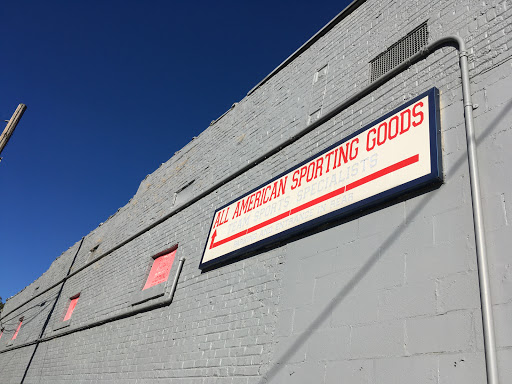 ALL AMERICAN SPORTING GOODS
TEAM SPORTS SPECIALISTS